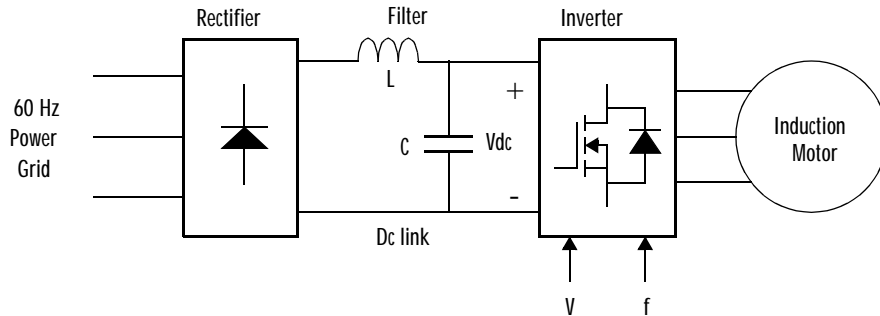 Rectifier
Filter
Inverter
L
60 Hz
Power
Grid
+
C
Vdc
-
Induction
Motor
Dc link
V
f